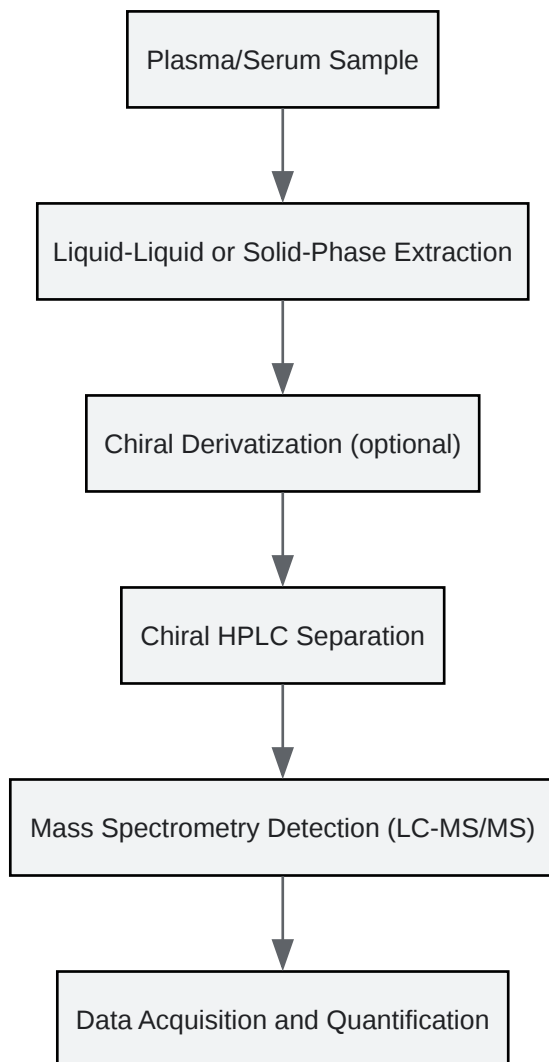 Plasma/Serum Sample
Liquid-Liquid or Solid-Phase Extraction
Chiral Derivatization (optional)
Chiral HPLC Separation
Mass Spectrometry Detection (LC-MS/MS)
Data Acquisition and Quantification